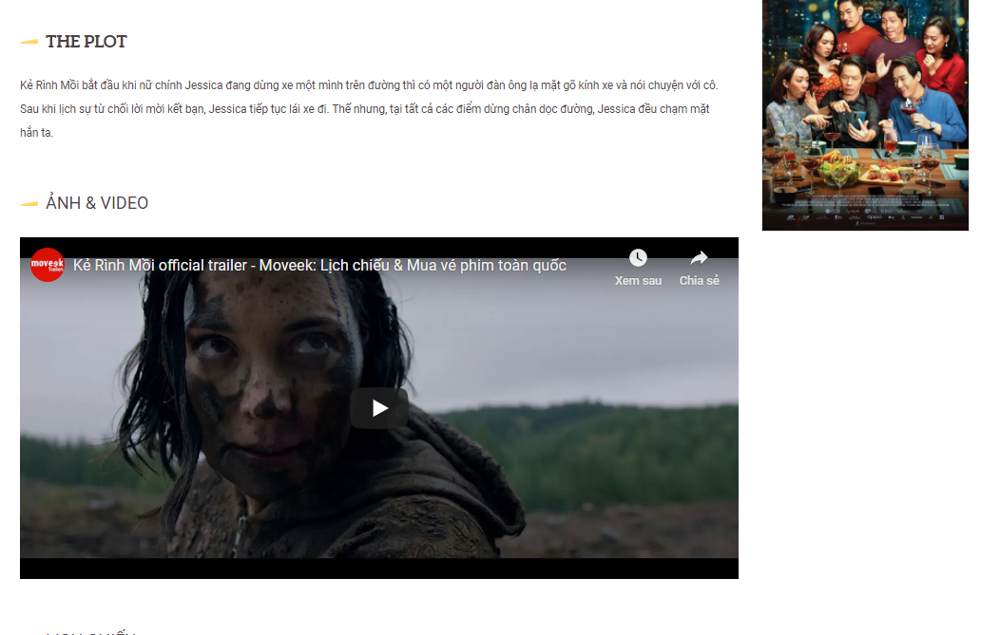 THE PLOT
Kẻ Rình Mồi bắt đầu khi nữ chính Jessica đang dừng xe một mình trên đường thì có một người đàn ông lạ mặt gõ kính xe và nói chuyện với cô.
Sau khi lịch sự từ chối lời mời kết bạn, Jessica tiếp tục lái xe đi. Thế nhưng, tại tất cả các điểm dừng chân dọc đường, Jessica đều chạm mặt
hắn ta.
ẢNH & VIDEO
moveek
Trailers
Kẻ Rình Mồi official trailer - Moveek: Lịch chiếu & Mua vé phim toàn quốc
Xem sau
Chia sẻ
oppo